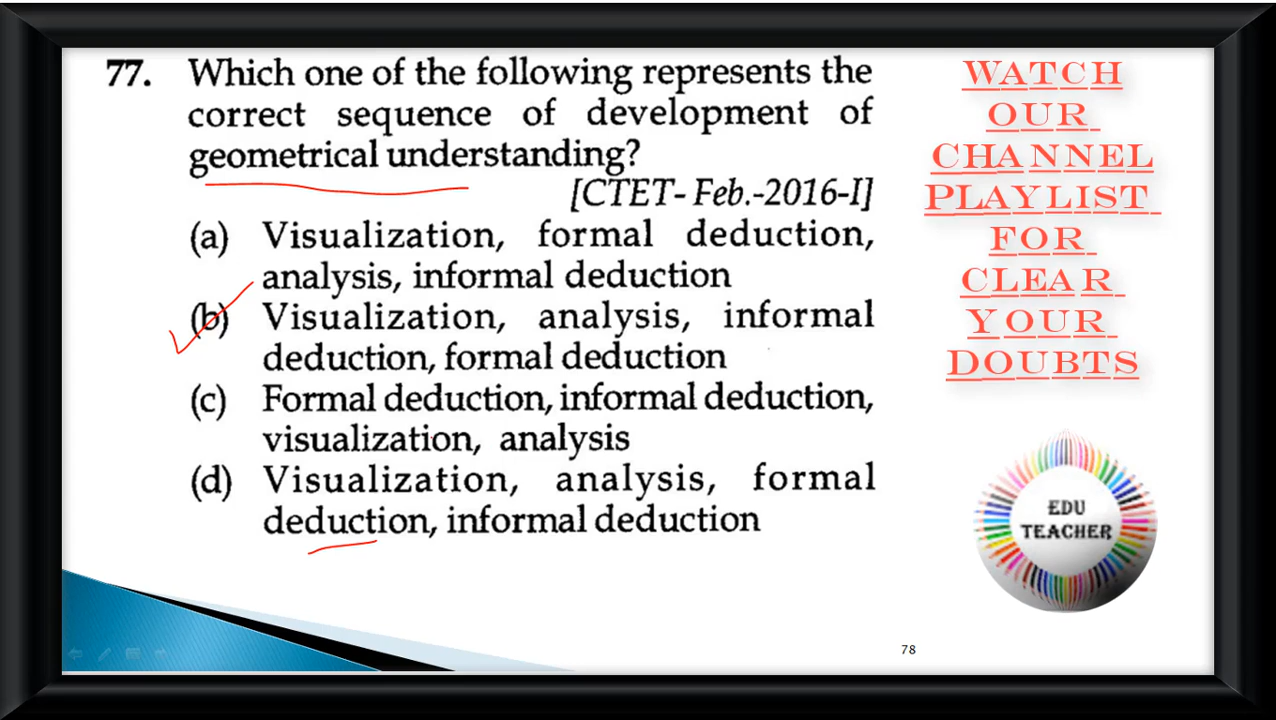 77. Which one of the following represents the
correct sequence of development of
geometrical understanding?
[CTET- Feb.-2016-I]
(a) Visualization, formal deduction,
analysis, informal deduction
(b) Visualization, analysis, informal
deduction, formal deduction
(c) Formal deduction, informal deduction,
visualization, analysis
(d) Visualization, analysis, formal
deduction, informal deduction
WATCH
OUR
CHANNEL
PLAYLIST
FOR
CLEAR
YOUR
DOUBTS
EDU
TEACHER
78